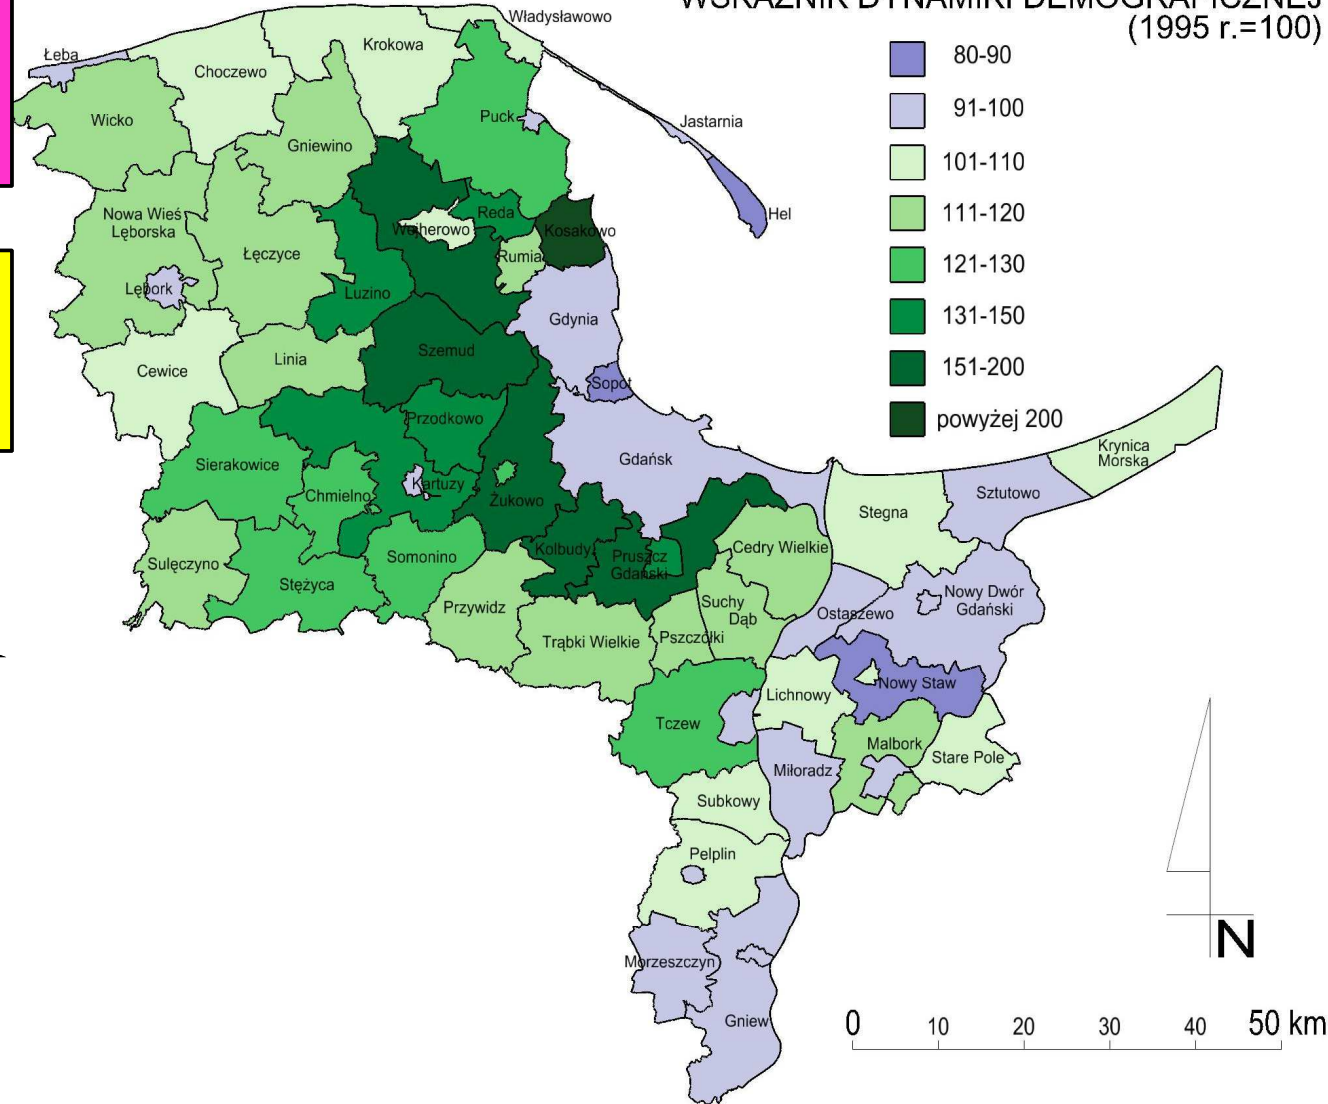 WSKAŹNIK DYNAMIKI DEMOGRAFICZNEJ
(1995 r.=100)
80-90
91-100
101-110
111-120
121-130
131-150
151-200
powyżej 200
Władysławowo
Łeba
Krokowa
Choczewo
Wicko
Puck
Jastarnia
Gniewino
Hel
Nowa Wieś
Lęborska
Reda
Wejherowo
Kosakowo
Łęczyce
Rumia
Lębork
Luzino
Gdynia
Szemud
Linia
Cewice
Sopot
Przodkowo
Krynica
Morska
Gdańsk
Sierakowice
Kartuzy
Chmielno
Żukowo
Sztutowo
Stegna
Kolbudy
Cedry Wielkie
Somonino
Pruszcz
Gdański
Sulęczyno
Stężyca
Nowy Dwór
Gdański
Suchy
Dąb
Ostaszewo
Przywidz
Trąbki Wielkie
Pszczółki
Nowy Staw
Lichnowy
Tczew
Malbork
Stare Pole
Miłoradz
Subkowy
Pelplin
Morzeszczyn
Gniew
N
0 10 20 30 40 50 km